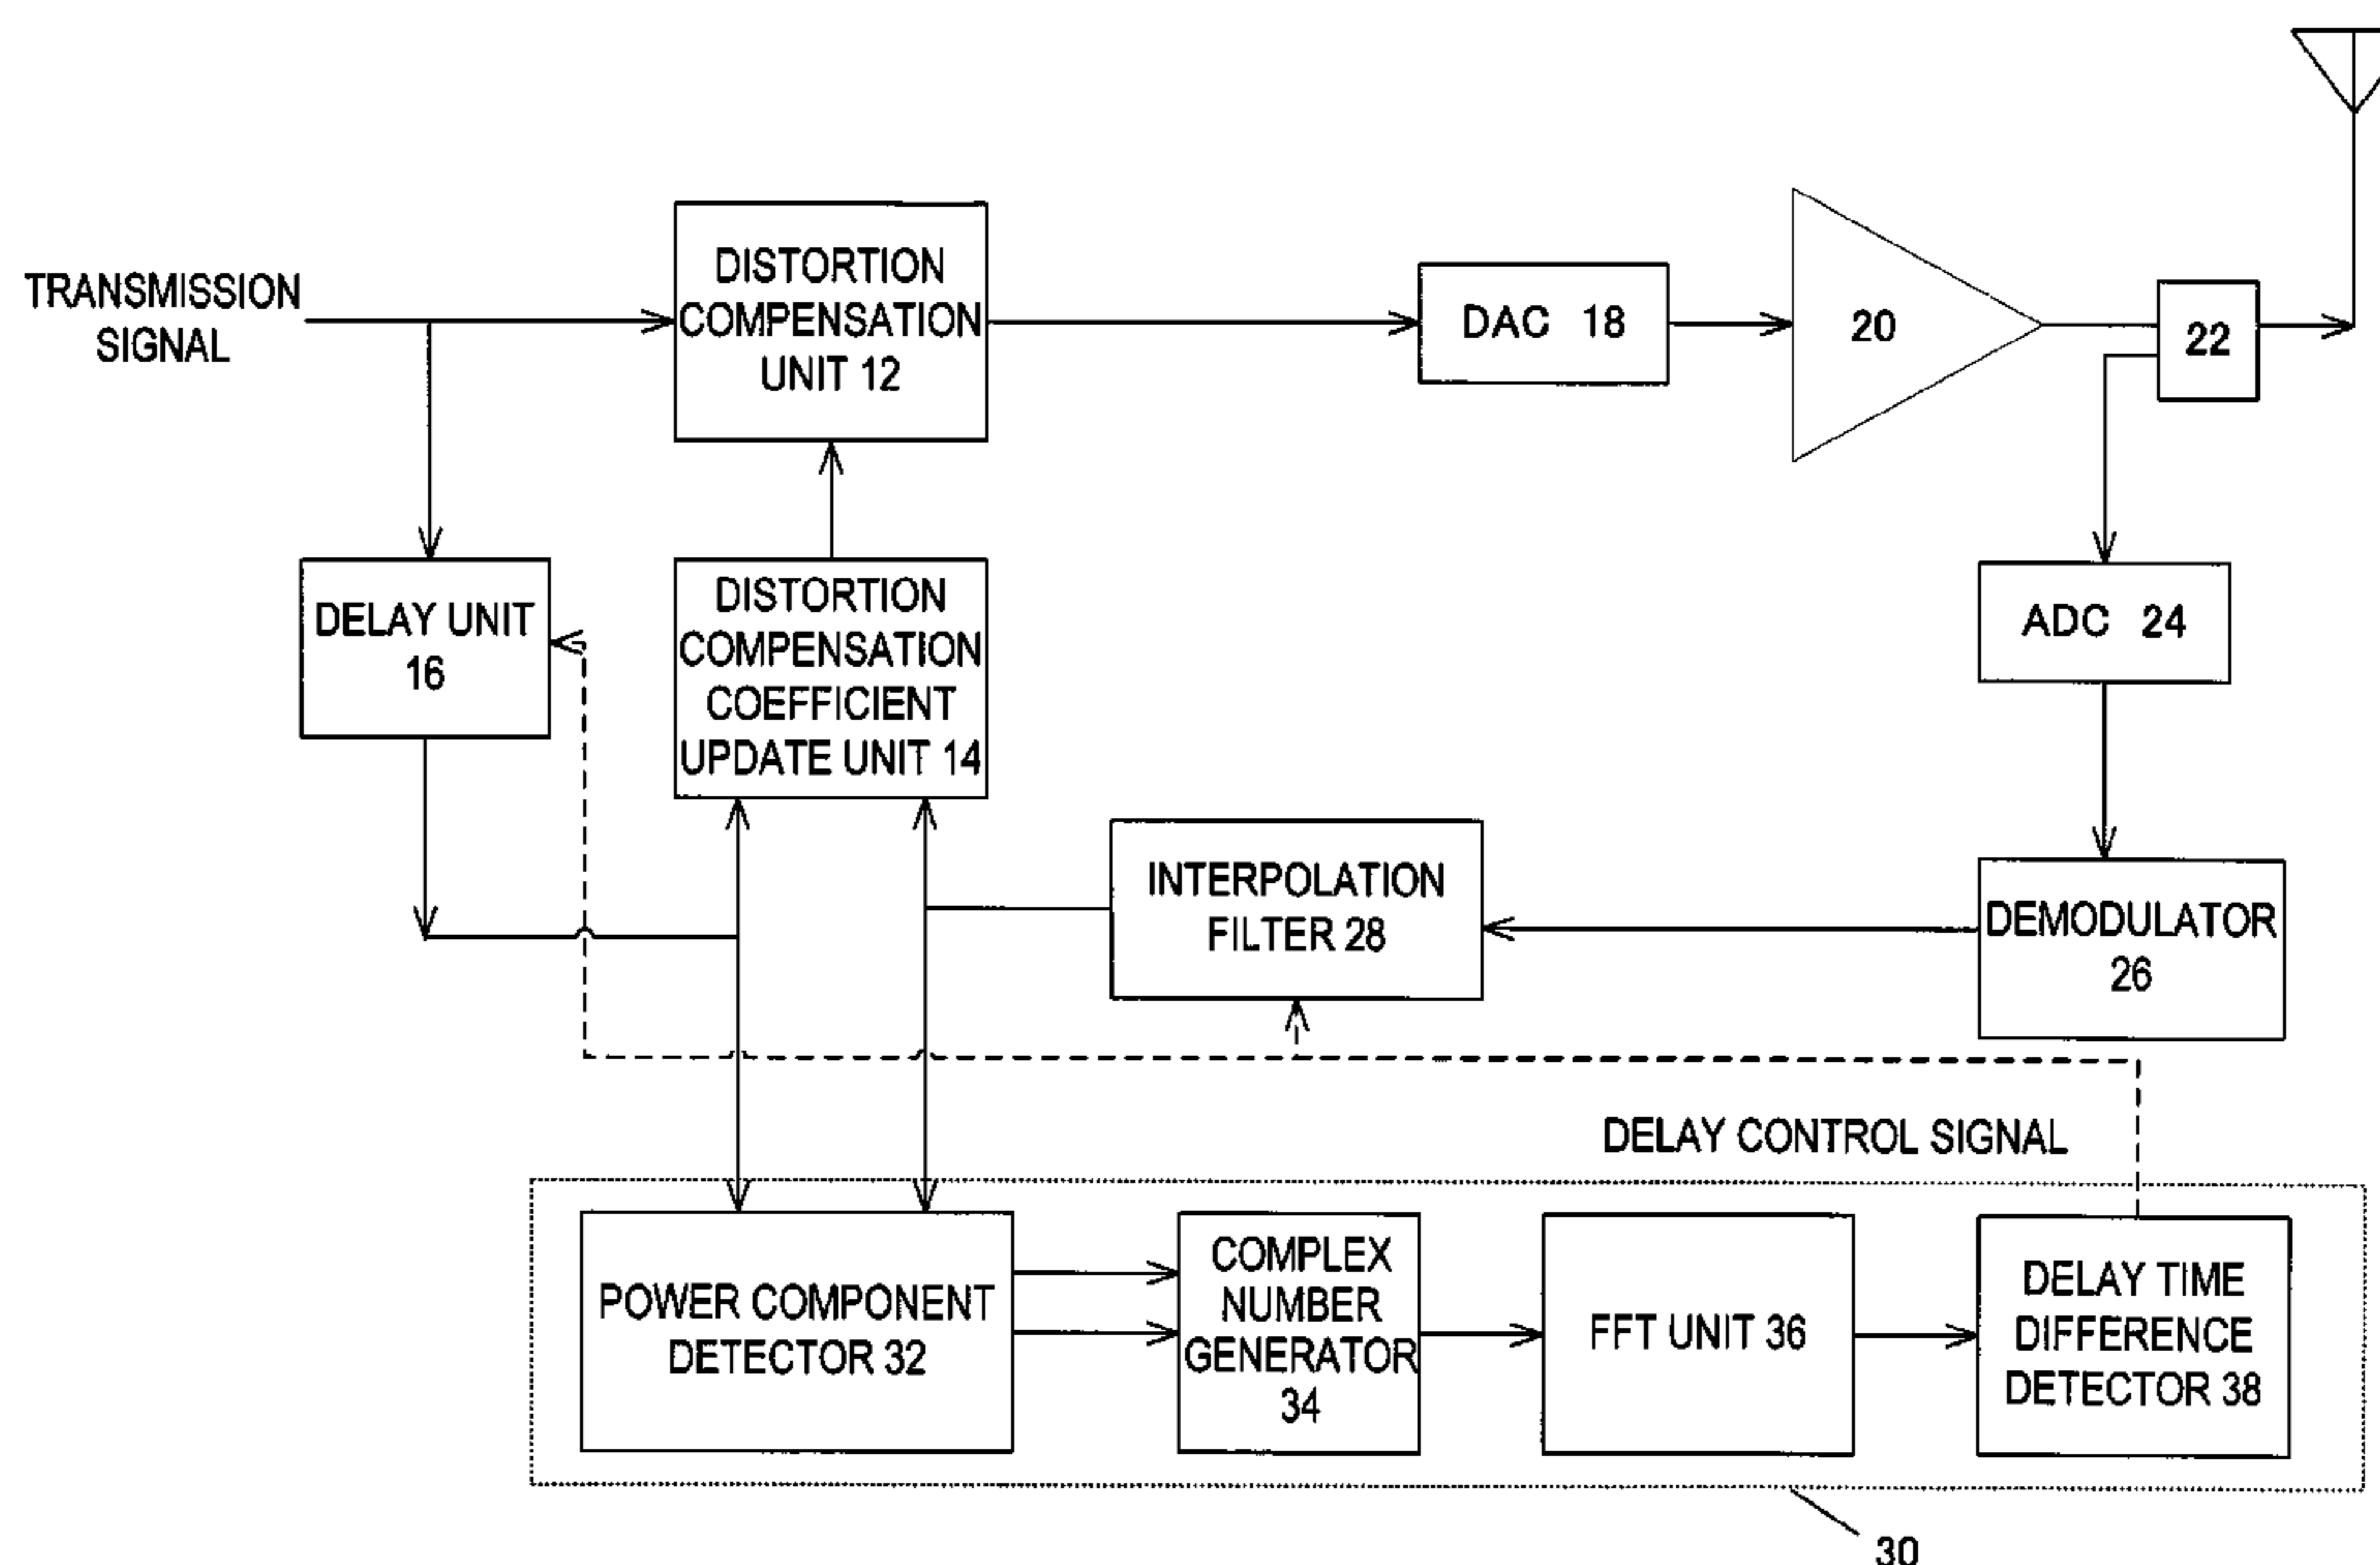 TRANSMISSION
SIGNAL
DISTORTION
COMPENSATION
UNIT 12
DAC 18
20
22
DELAY UNIT
16
DISTORTION
COMPENSATION
COEFFICIENT
UPDATE UNIT 14
ADC 24
INTERPOLATION
FILTER 28
DEMODULATOR
26
DELAY CONTROL SIGNAL
POWER COMPONENT
DETECTOR 32
COMPLEX
NUMBER
GENERATOR
34
FFT UNIT 36
DELAY TIME
DIFFERENCE
DETECTOR 38
30